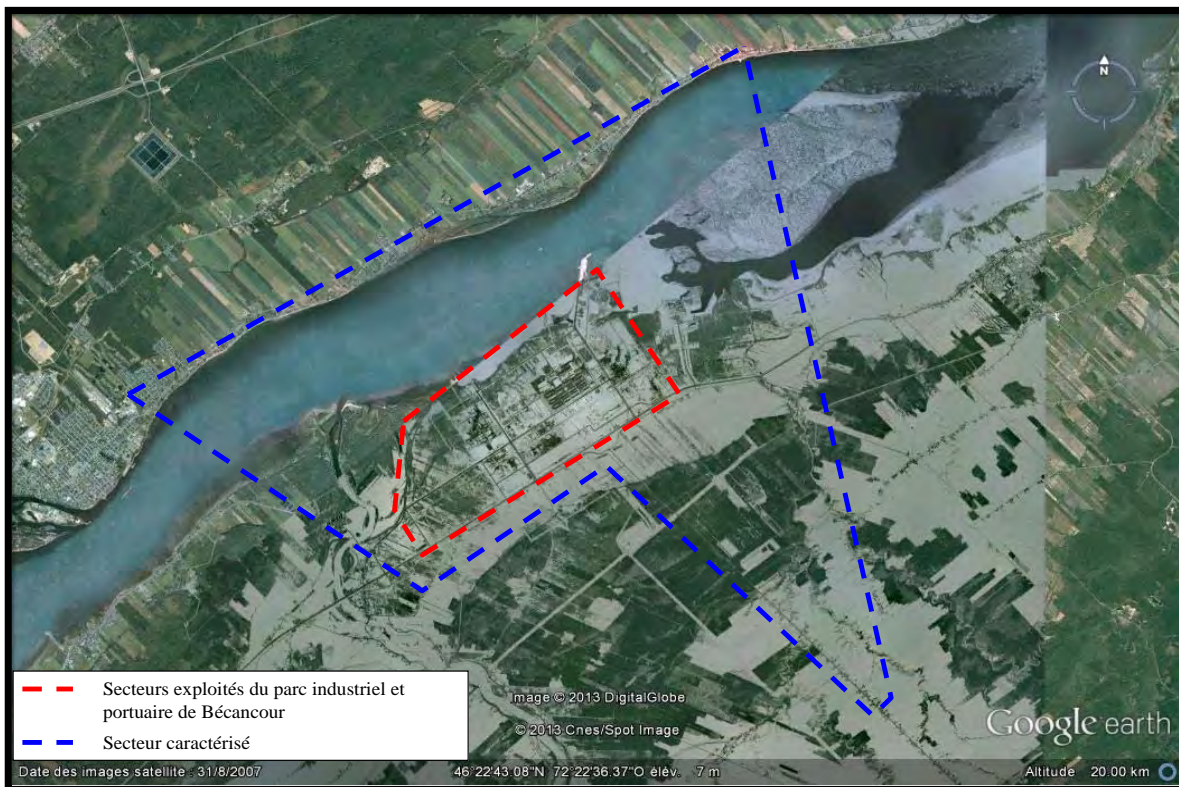 N
Secteurs exploités du parc industriel et
portuaire de Bécancour
Secteur caractérisé
Image © 2013 DigitalGlobe
© 2013 Cnes/Spot Image
Google earth
Date des images satellite : 31/8/2007 46°22'43.08"N 72°22'36.37"O élév. 7 m Altitude 20.00 km